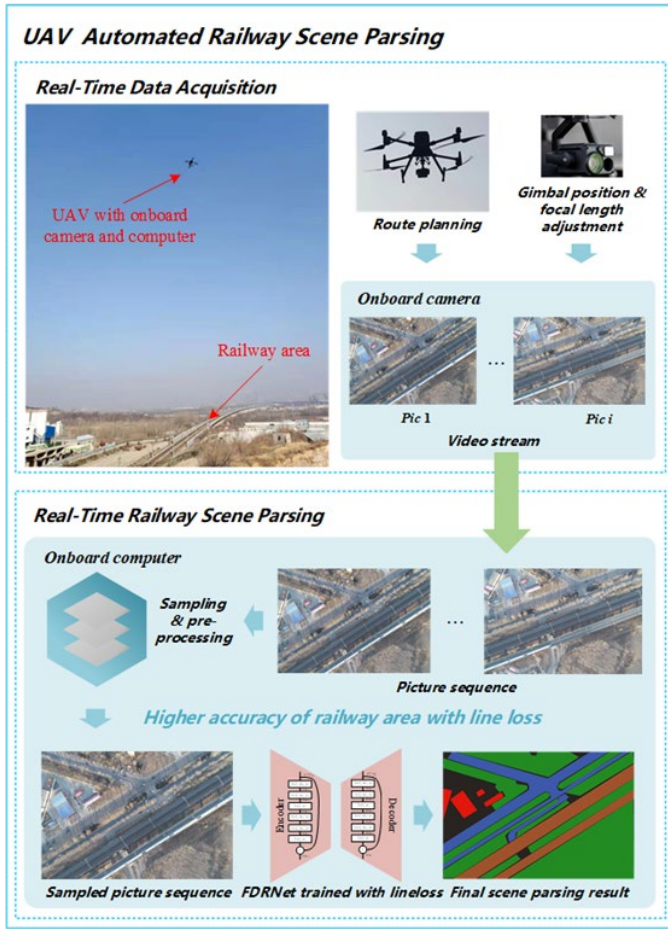 UAV Automated Railway Scene Parsing
Real-Time Data Acquisition
UAV with onboard
camera and computer
Railway area
Route planning
Gimbal position &
focal length
adjustment
Onboard camera
...
Pic 1
Pic i
Video stream
Real-Time Railway Scene Parsing
Onboard computer
Sampling
& pre-
processing
...
Picture sequence
Higher accuracy of railway area with line loss
Encoder
Decoder
Sampled picture sequence
FDRNet trained with lineloss
Final scene parsing result